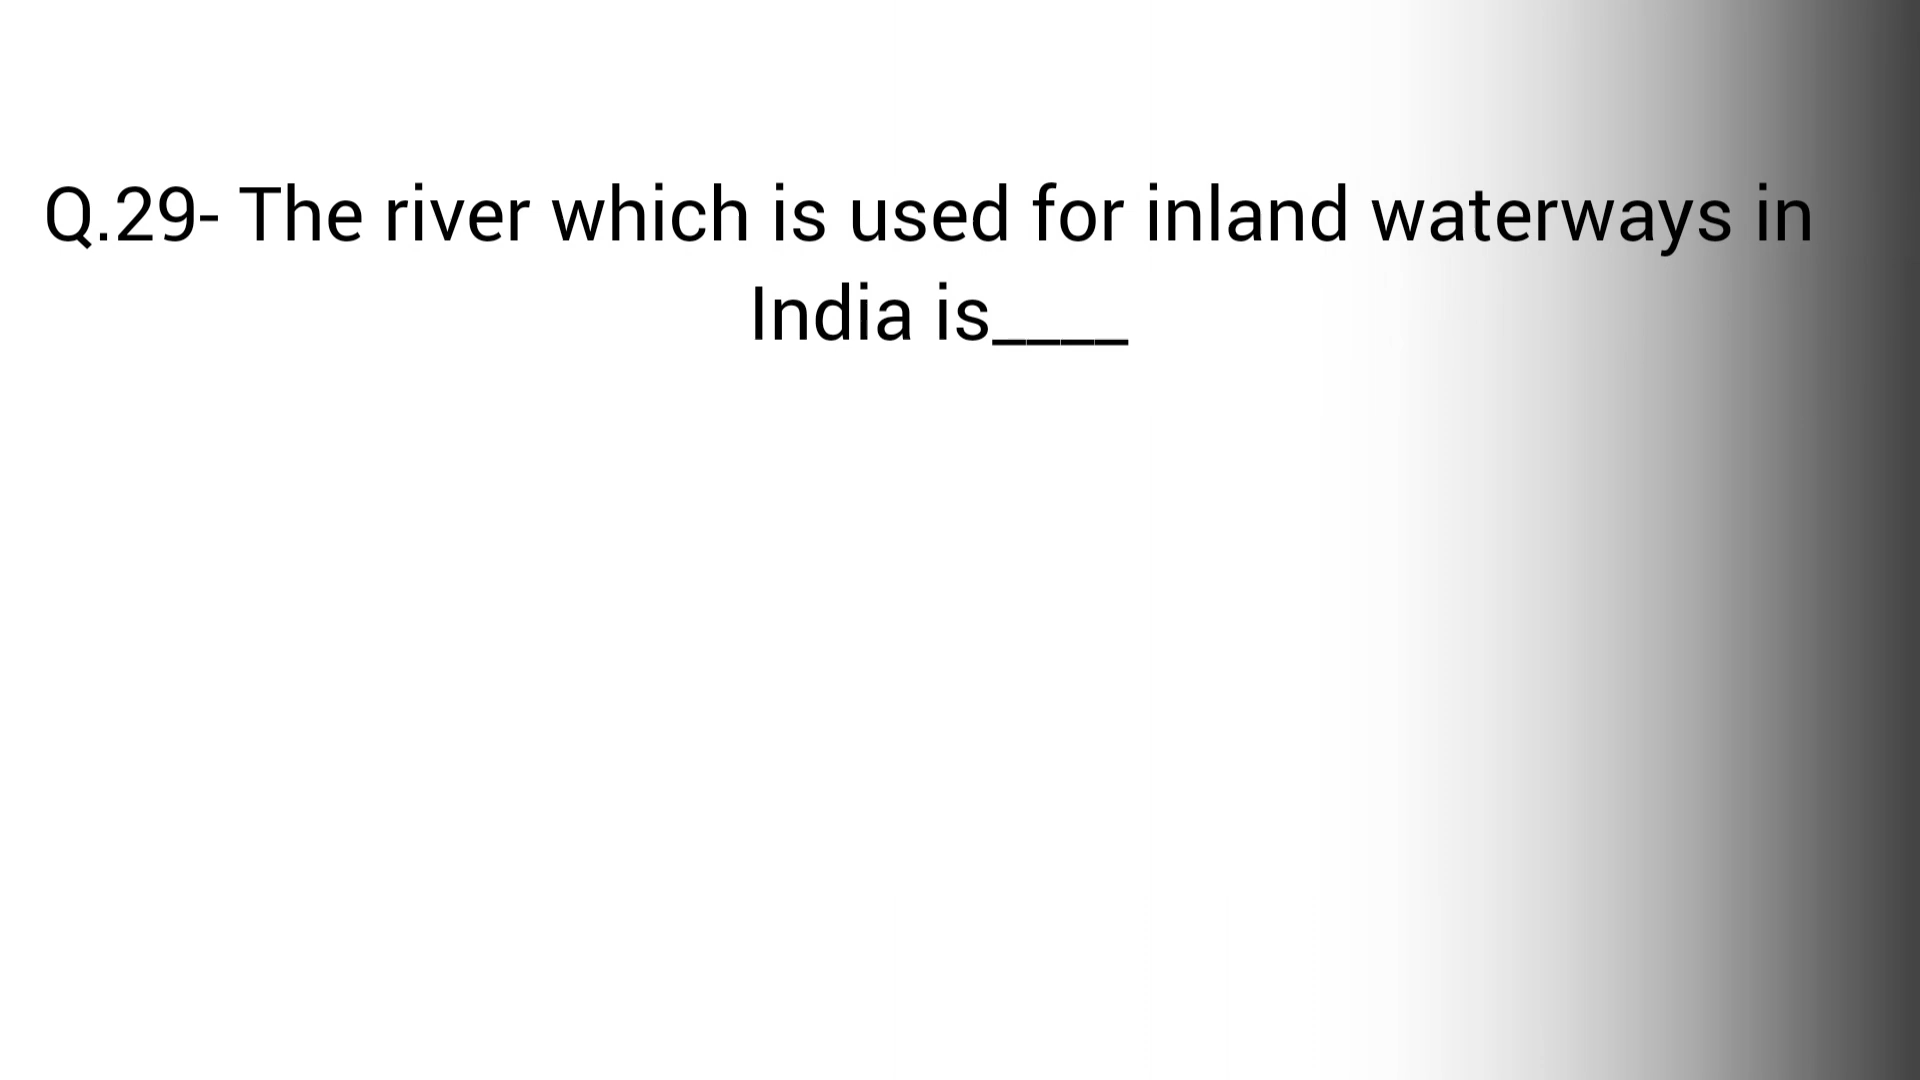 Q.29- The river which is used for inland waterways in
India is____